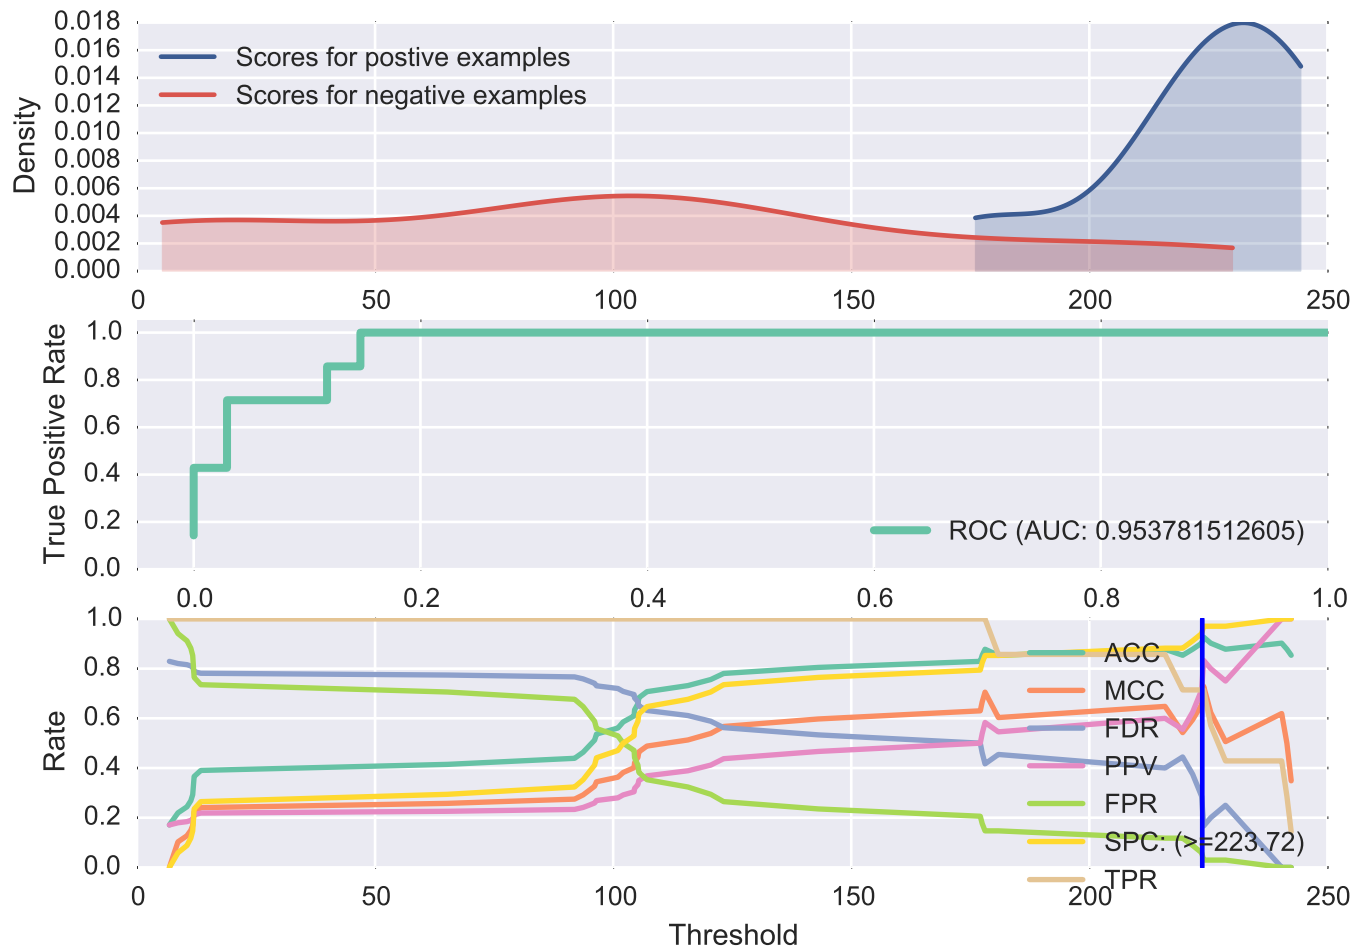 0.018
0.016
0.014
0.012
0.010
0.008
0.006
0.004
0.002
0.000
Density
Scores for postive examples
Scores for negative examples
0 50 100 150 200 250
1.0
0.8
0.6
0.4
0.2
0.0
True Positive Rate
ROC (AUC: 0.953781512605)
0.0 0.2 0.4 0.6 0.8 1.0
1.0
0.8
0.6
0.4
0.2
0.0
Rate
ACC
MCC
FDR
PPV
FPR
SPC: (>=223.72)
TPR
0 50 100 150 200 250
Threshold